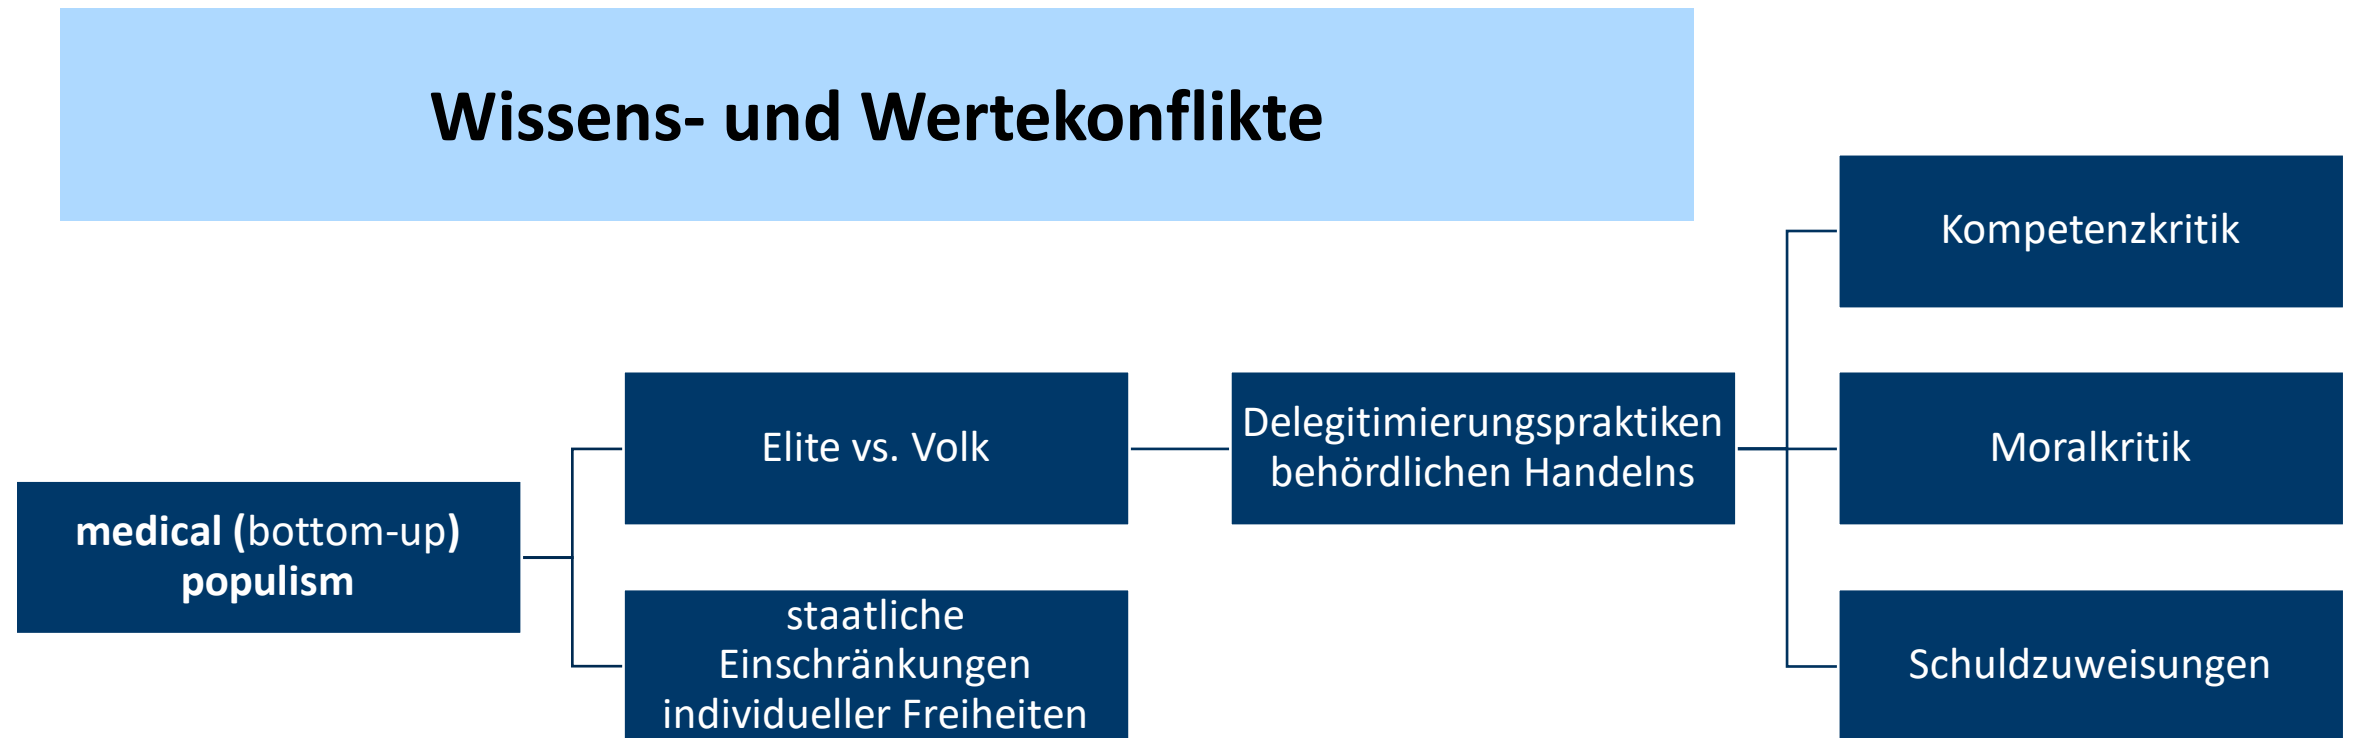 Wissens- und Wertekonflikte
medical (bottom-up)
populism
Elite vs. Volk
staatliche
Einschränkungen
individueller Freiheiten
Delegitimierungspraktiken
behördlichen Handelns
Kompetenzkritik
Moralkritik
Schuldzuweisungen